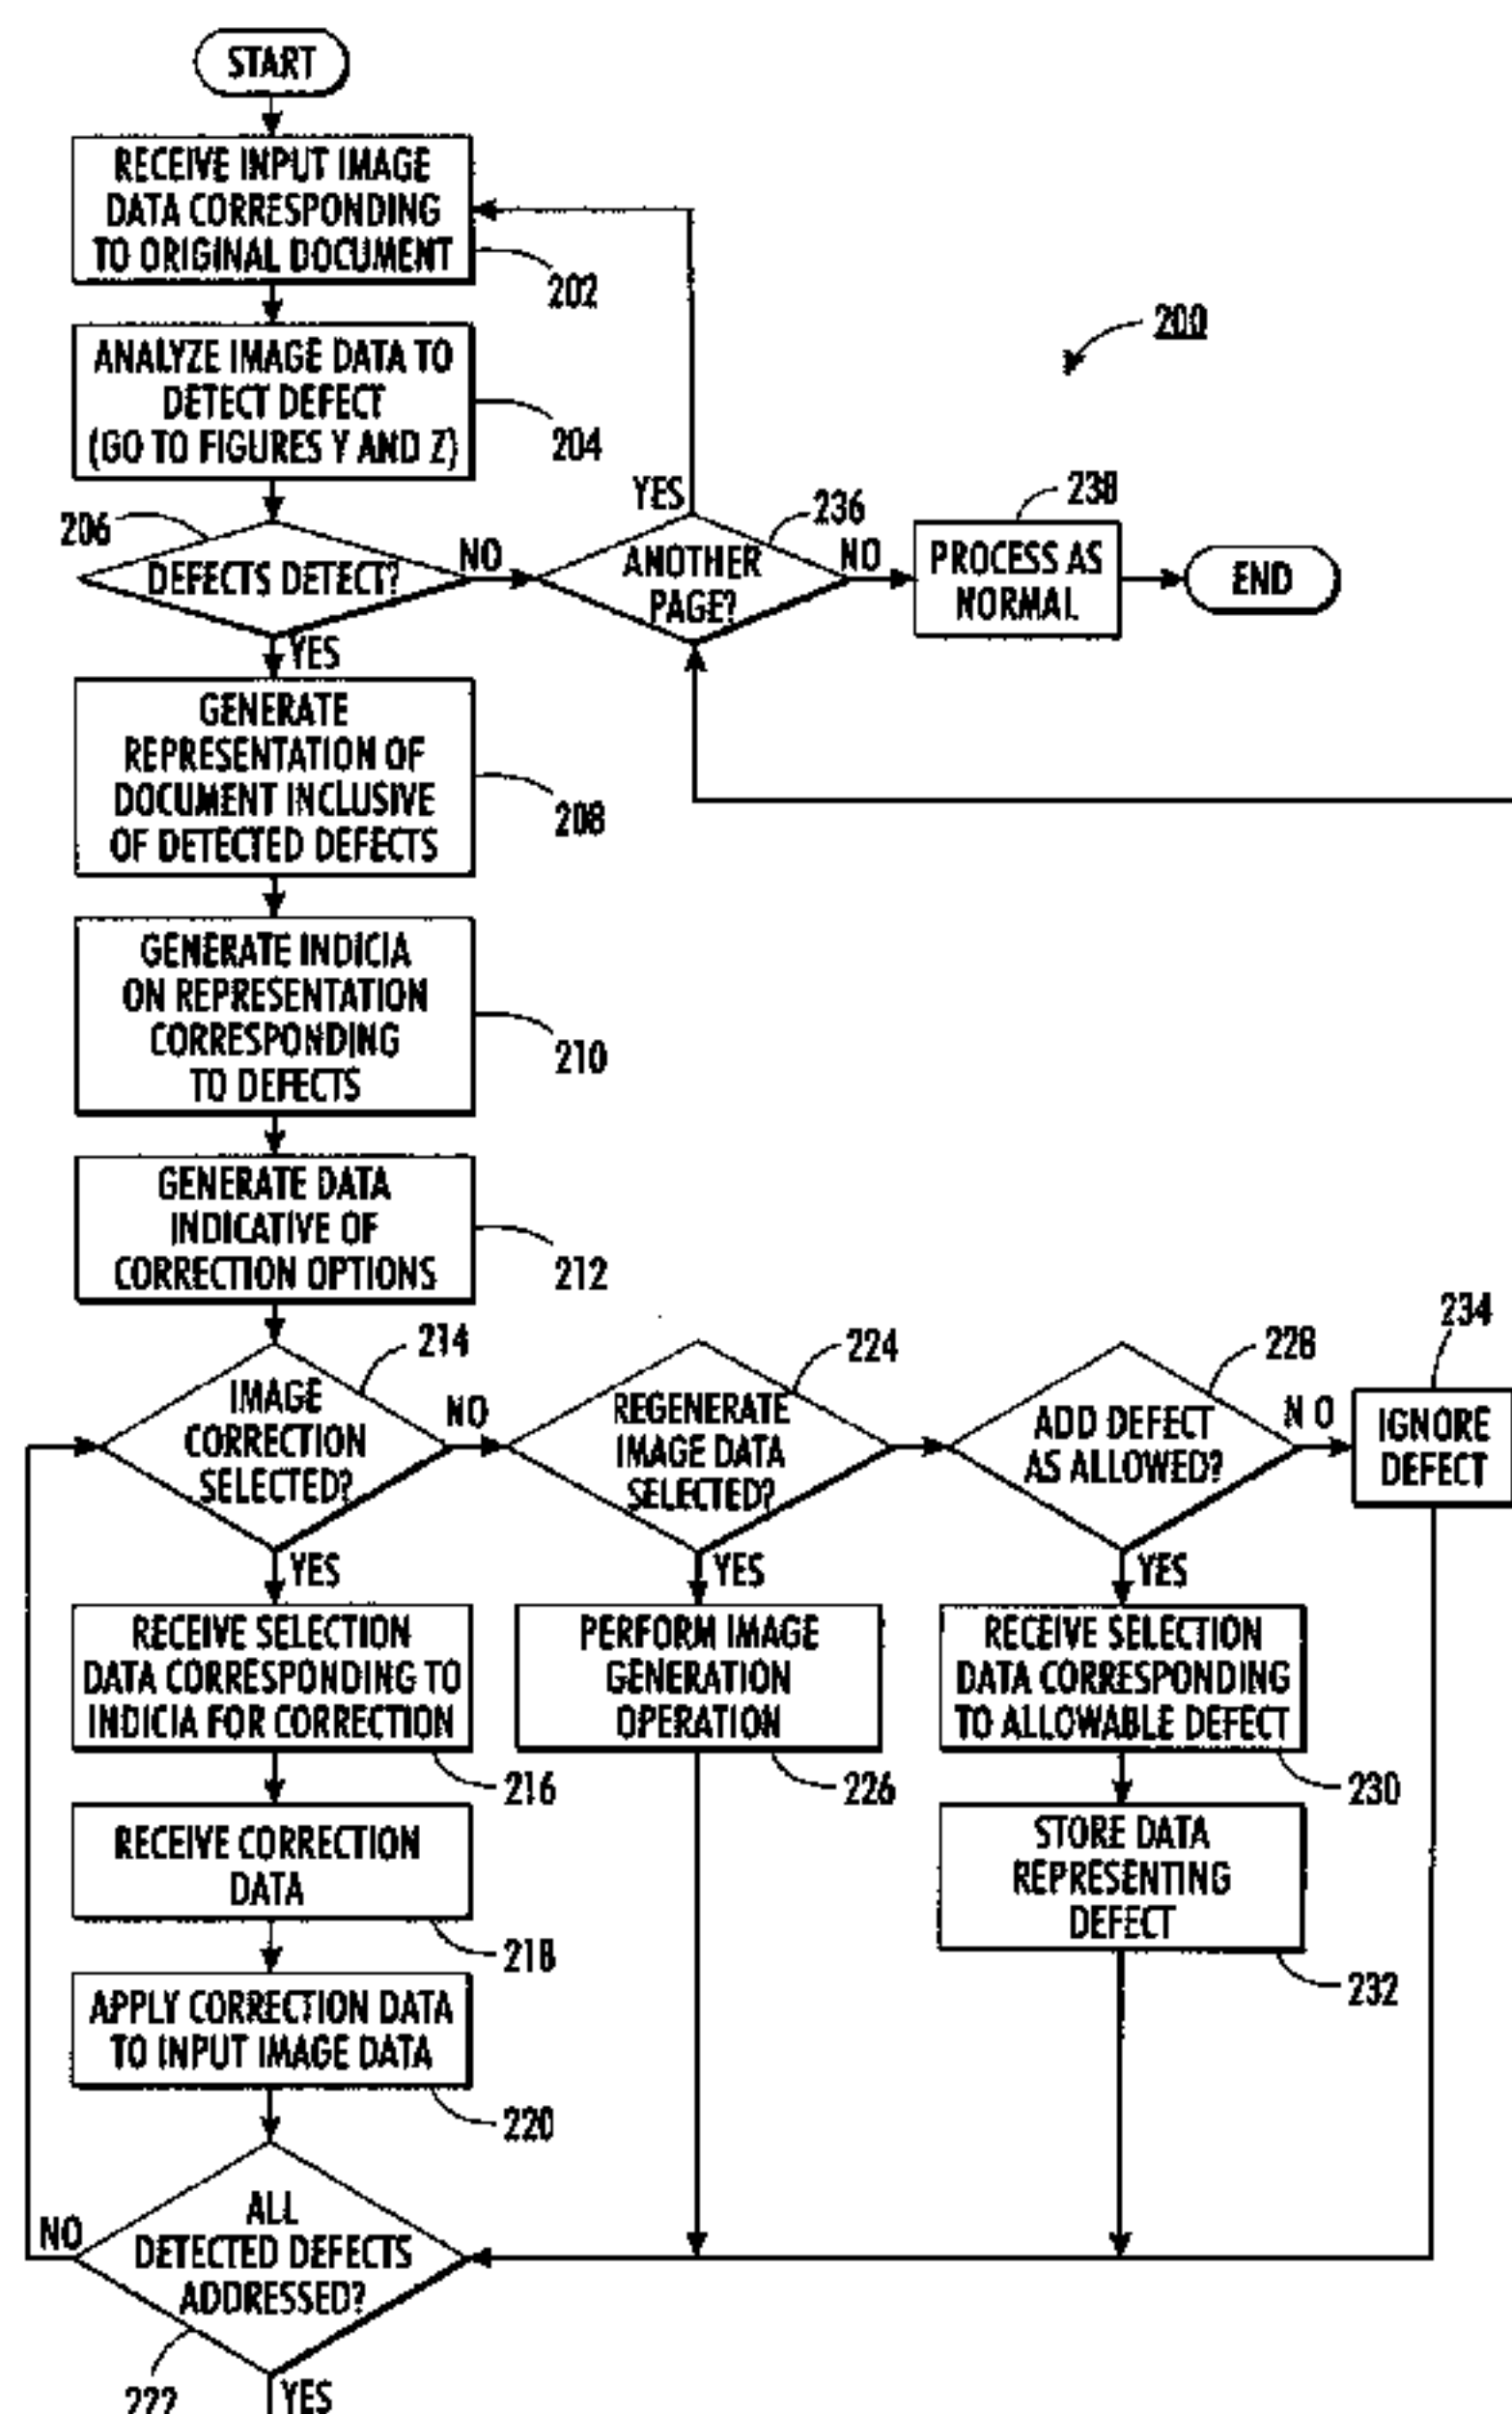 START
RECEIVE INPUT IMAGE
DATA CORRESPONDING
TO ORIGINAL DOCUMENT
202
200
ANALYZE IMAGE DATA TO
DETECT DEFECT
(GO TO FIGURES Y AND Z)
204
206
DEFECTS DETECT?
NO
YES
YES
236
ANOTHER
PAGE?
NO
238
PROCESS AS
NORMAL
END
GENERATE
REPRESENTATION OF
DOCUMENT INCLUSIVE
OF DETECTED DEFECTS
208
GENERATE INDICIA
ON REPRESENTATION
CORRESPONDING
TO DEFECTS
210
GENERATE DATA
INDICATIVE OF
CORRECTION OPTIONS
212
214
IMAGE
CORRECTION
SELECTED?
NO
YES
224
REGENERATE
IMAGE DATA
SELECTED?
YES
228
ADD DEFECT
AS ALLOWED?
N O
YES
234
IGNORE
DEFECT
RECEIVE SELECTION
DATA CORRESPONDING TO
INDICIA FOR CORRECTION
216
PERFORM IMAGE
GENERATION
OPERATION
226
RECEIVE SELECTION
DATA CORRESPONDING
TO ALLOWABLE DEFECT
230
RECEIVE CORRECTION
DATA
218
STORE DATA
REPRESENTING
DEFECT
232
APPLY CORRECTION DATA
TO INPUT IMAGE DATA
220
ALL
DETECTED DEFECTS
ADDRESSED?
NO
222
YES